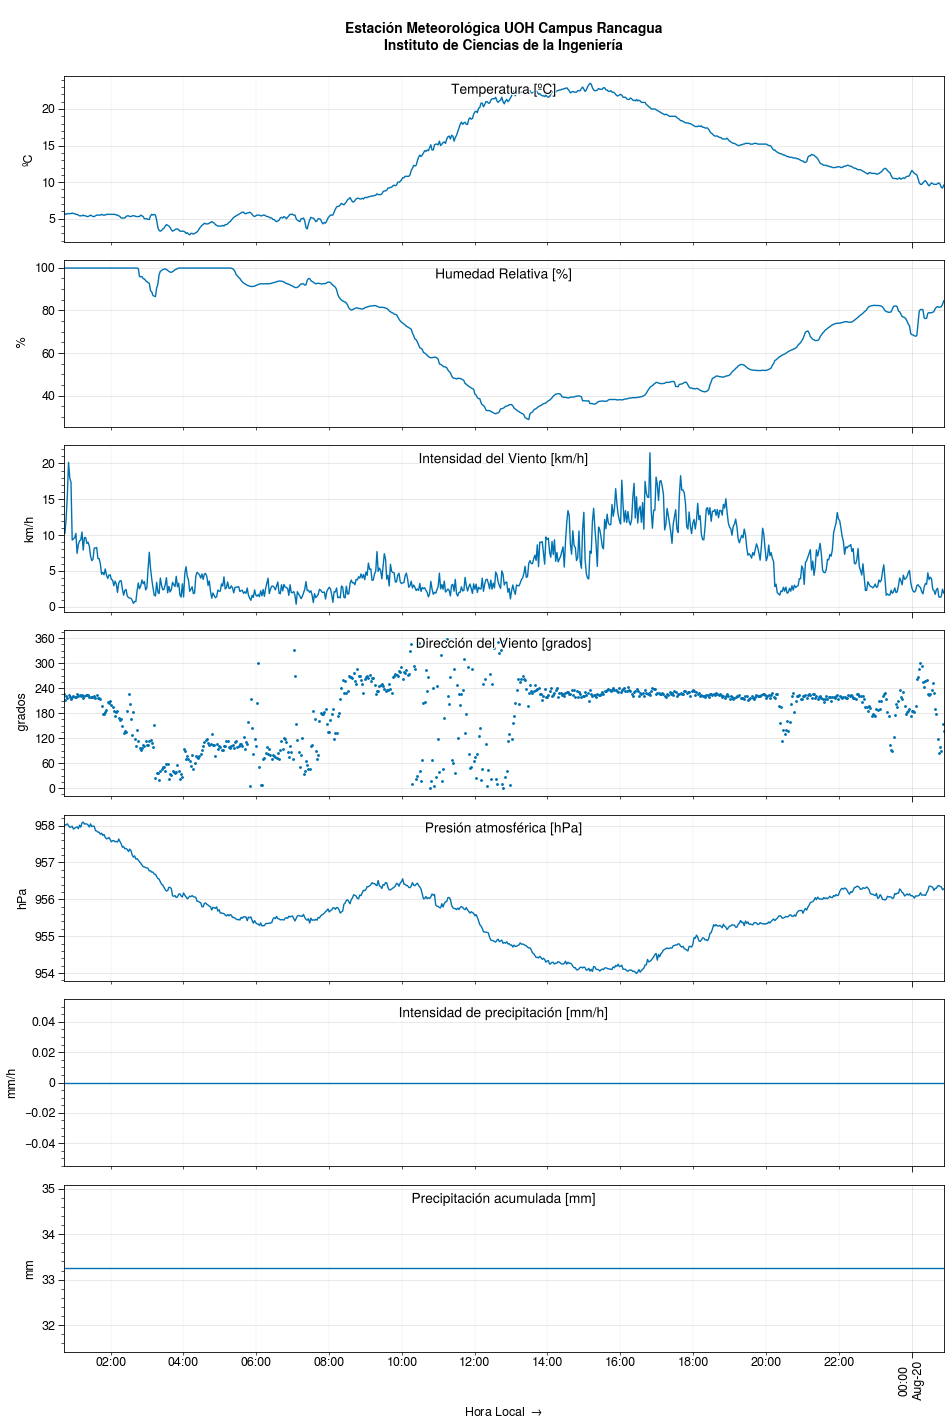 Estación Meteorológica UOH Campus Rancagua
Instituto de Ciencias de la Ingeniería
Temperatura [ºC]
20
15
10
5
ºC
Humedad Relativa [%]
100
80
60
40
%
Intensidad del Viento [km/h]
20
15
10
5
0
km/h
Dirección del Viento [grados]
360
300
240
180
120
60
0
grados
Presión atmosférica [hPa]
958
957
956
955
954
hPa
Intensidad de precipitación [mm/h]
0.04
0.02
0
−0.02
−0.04
mm/h
Precipitación acumulada [mm]
35
34
33
32
mm
02:00 04:00 06:00 08:00 10:00 12:00 14:00 16:00 18:00 20:00 22:00 00:00
Aug-20
Hora Local →